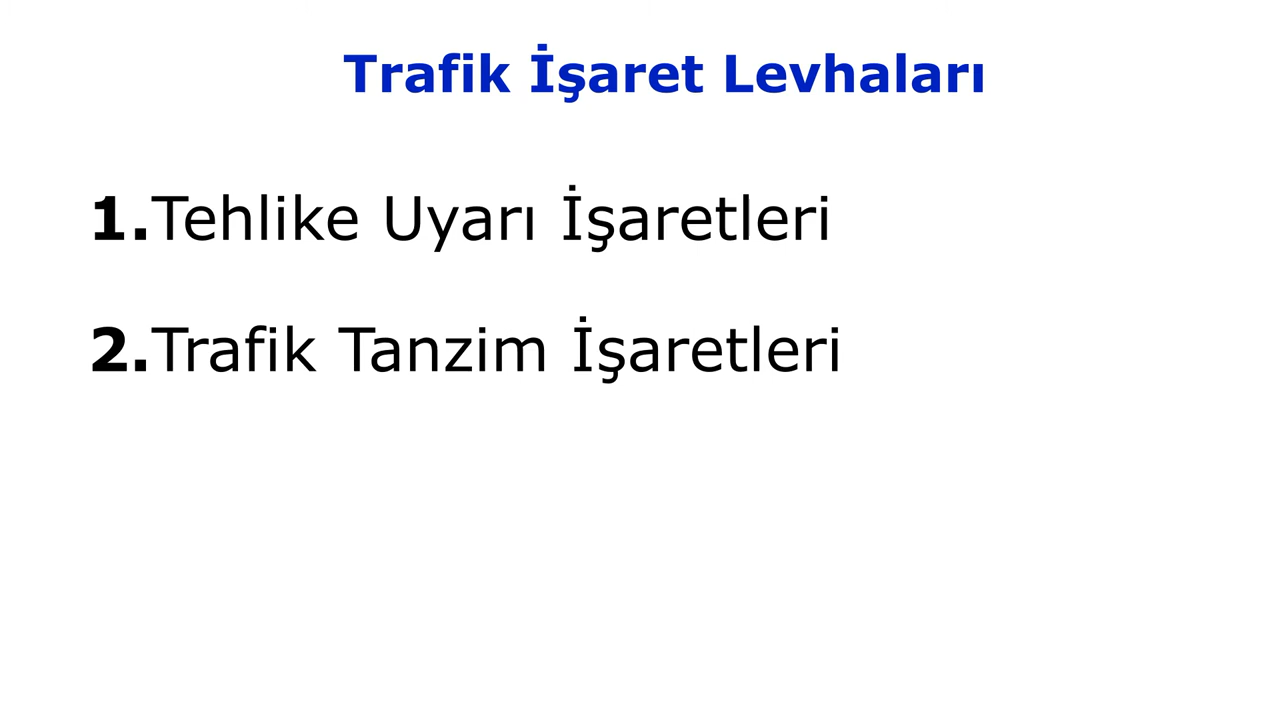 Trafik İşaret Levhaları
1.Tehlike Uyarı İşaretleri
2.Trafik Tanzim İşaretleri